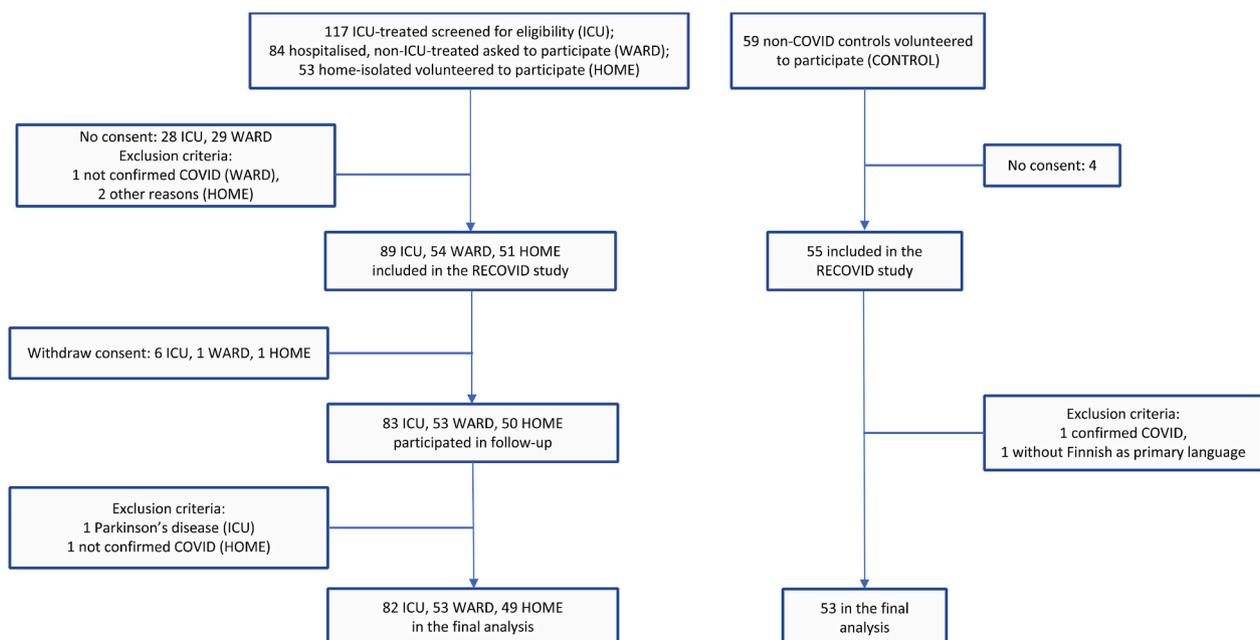 117 ICU-treated screened for eligibility (ICU);
84 hospitalised, non-ICU-treated asked to participate (WARD);
53 home-isolated volunteered to participate (HOME)
59 non-COVID controls volunteered
to participate (CONTROL)
No consent: 28 ICU, 29 WARD
Exclusion criteria:
1 not confirmed COVID (WARD),
2 other reasons (HOME)
No consent: 4
89 ICU, 54 WARD, 51 HOME
included in the RECOVID study
55 included in the
RECOVID study
Withdraw consent: 6 ICU, 1 WARD, 1 HOME
83 ICU, 53 WARD, 50 HOME
participated in follow-up
Exclusion criteria:
1 confirmed COVID,
1 without Finnish as primary language
Exclusion criteria:
1 Parkinson’s disease (ICU)
1 not confirmed COVID (HOME)
82 ICU, 53 WARD, 49 HOME
in the final analysis
53 in the final
analysis